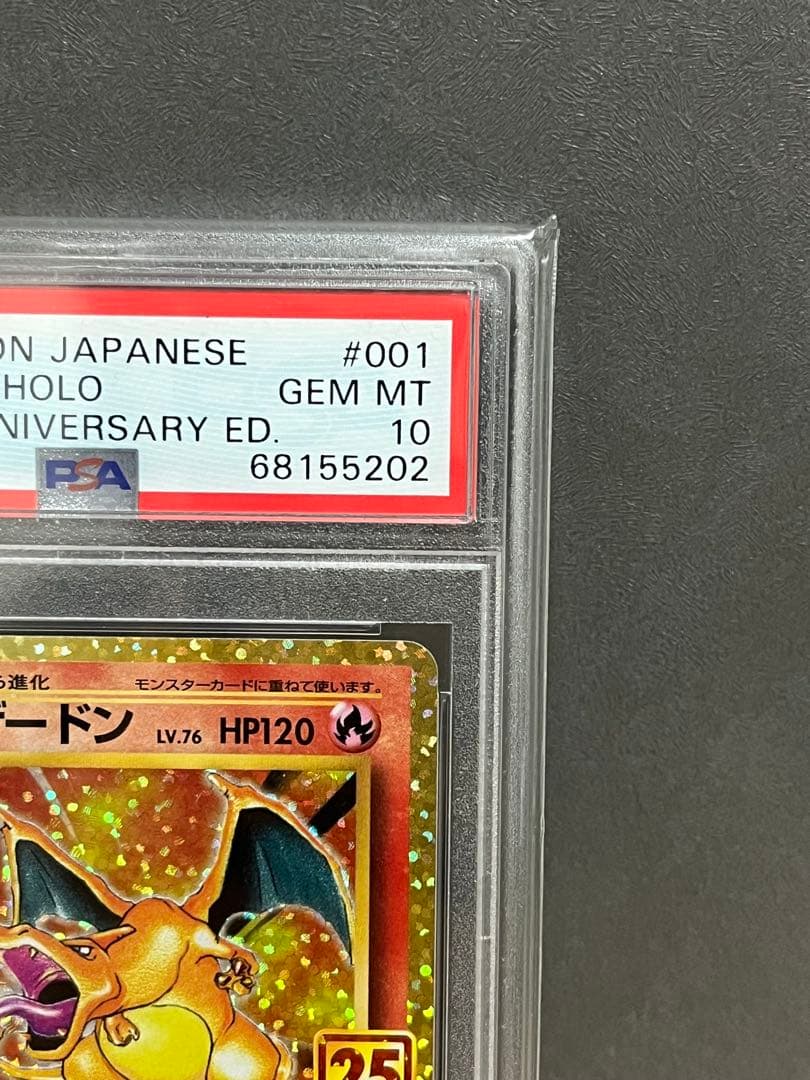 ON JAPANESE #001
HOLO GEM MT
NIVERSARY ED. 10
PSA 68155202
進化 モンスターカードに重ねて使います。
ードン LV.76 HP120
25